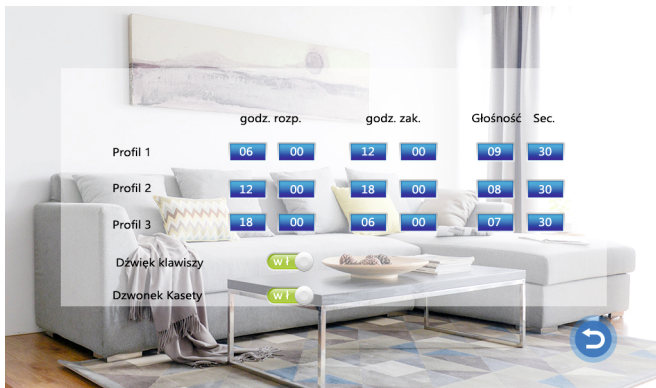 godz. rozp. godz. zak. Głośność Sec.
Profil 1 06 00 12 00 09 30
Profil 2 12 00 18 00 08 30
Profil 3 18 00 06 00 07 30
Dźwięk klawiszy wł
Dzwonek Kasety wł